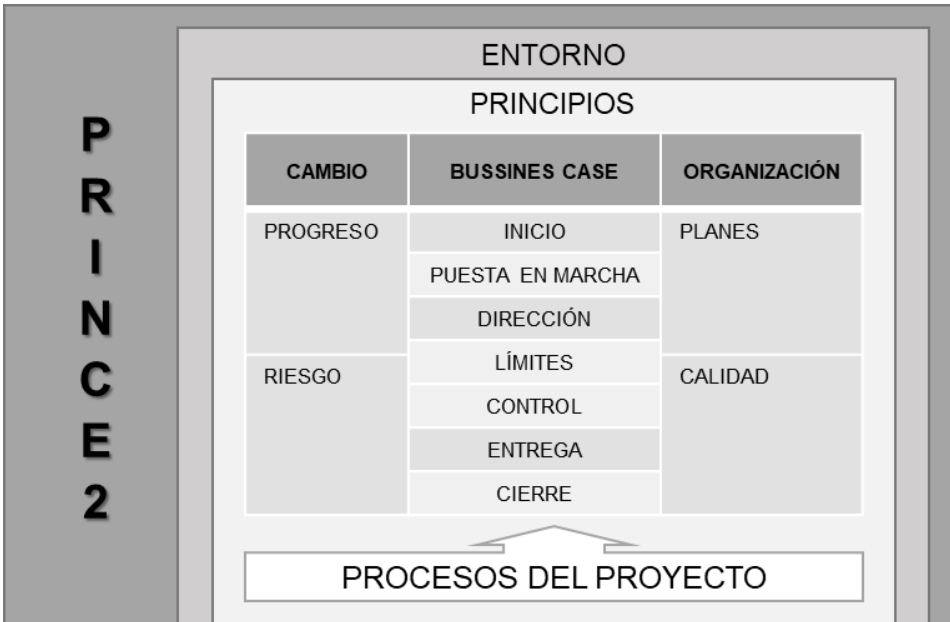 PRINCE2
ENTORNO
PRINCIPIOS
CAMBIO BUSSINES CASE ORGANIZACIÓN
PROGRESO INICIO PLANES
PUESTA EN MARCHA
DIRECCIÓN
LÍMITES
RIESGO CALIDAD
CONTROL
ENTREGA
CIERRE
PROCESOS DEL PROYECTO